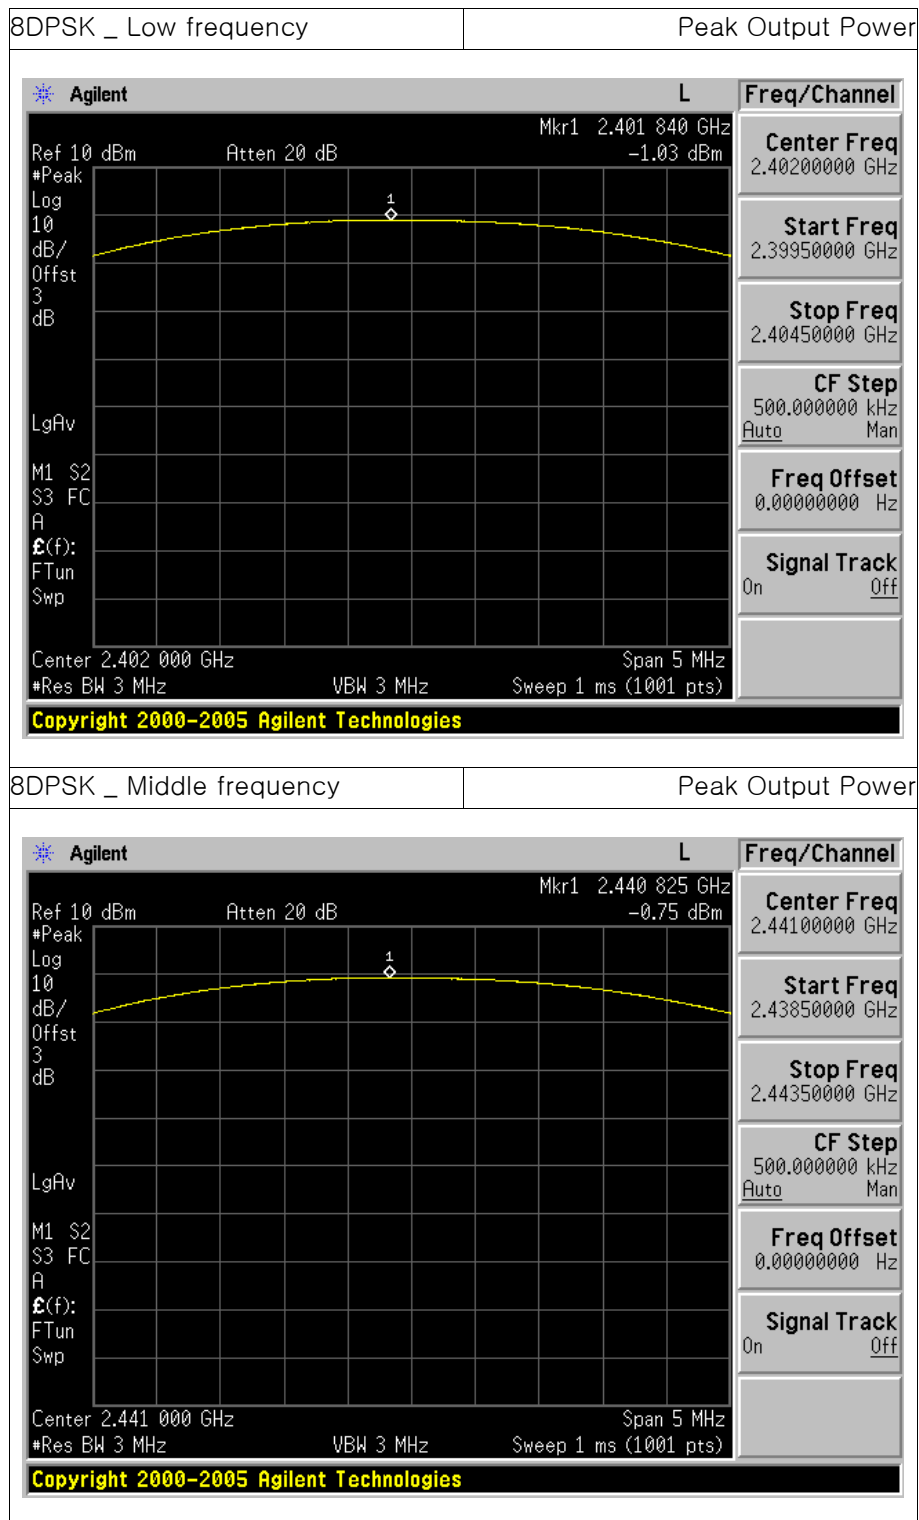 8DPSK _ Low frequency Peak Output Power
Agilent L Freq/Channel
Mkr1 2.401 840 GHz
Ref 10 dBm Atten 20 dB -1.03 dBm
#Peak
Log
10
dB/
Offst
3
dB
LgAv
M1 S2
S3 FC
A
£(f):
FTun
Swp
1
Center 2.402 000 GHz Span 5 MHz
#Res BW 3 MHz VBW 3 MHz Sweep 1 ms (1001 pts)
Center Freq
2.40200000 GHz
Start Freq
2.39950000 GHz
Stop Freq
2.40450000 GHz
CF Step
500.000000 kHz
Auto Man
Freq Offset
0.00000000 Hz
Signal Track
On Off
Copyright 2000-2005 Agilent Technologies
8DPSK _ Middle frequency Peak Output Power
Agilent L Freq/Channel
Mkr1 2.440 825 GHz
Ref 10 dBm Atten 20 dB -0.75 dBm
#Peak
Log
10
dB/
Offst
3
dB
LgAv
M1 S2
S3 FC
A
£(f):
FTun
Swp
1
Center 2.441 000 GHz Span 5 MHz
#Res BW 3 MHz VBW 3 MHz Sweep 1 ms (1001 pts)
Center Freq
2.44100000 GHz
Start Freq
2.43850000 GHz
Stop Freq
2.44350000 GHz
CF Step
500.000000 kHz
Auto Man
Freq Offset
0.00000000 Hz
Signal Track
On Off
Copyright 2000-2005 Agilent Technologies